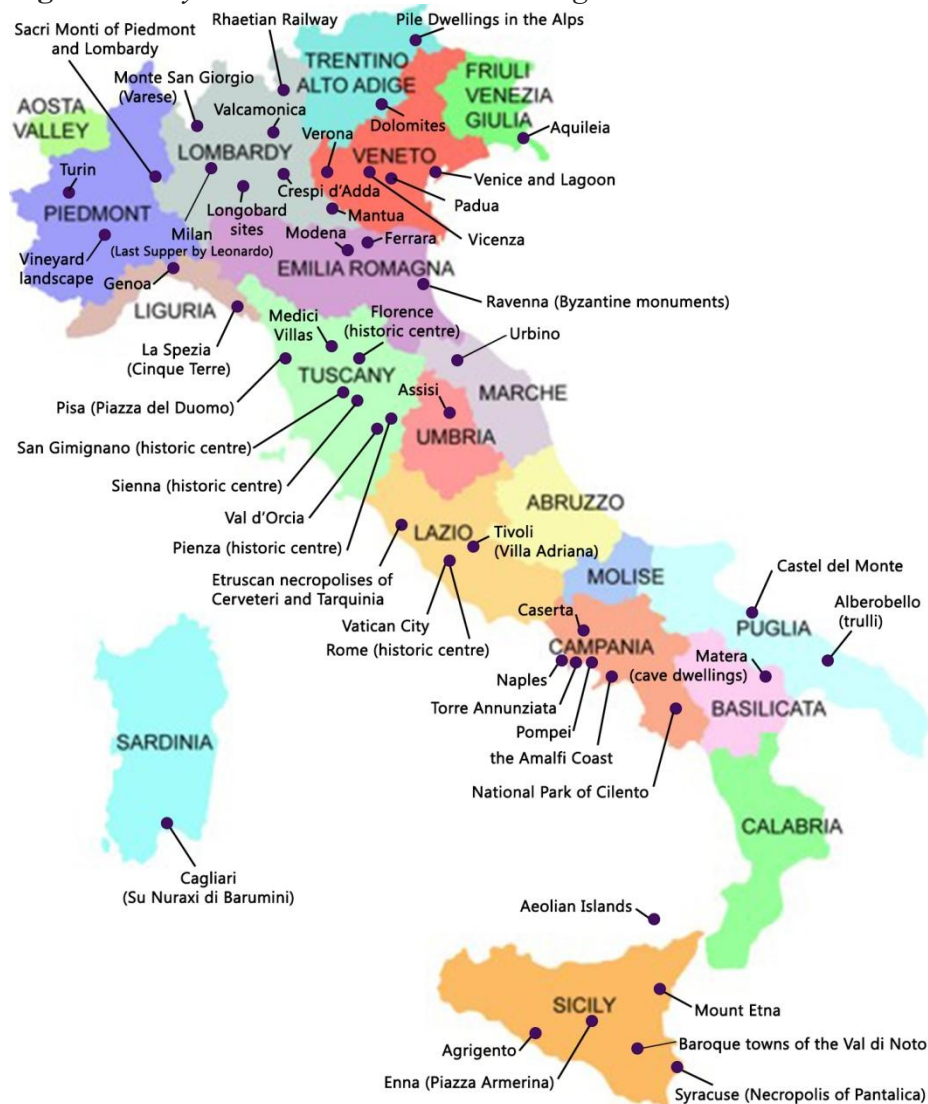 Rhaetian Railway
Pile Dwellings in the Alps
Sacri Monti of Piedmont
and Lombardy
TRENTINO
ALTO ADIGE
FRIULI
VENEZIA
GIULIA
Monte San Giorgio
(Varese)
AOSTA
VALLEY
Valcamonica
Dolomites
Aquileia
Verona
LOMBARDY
VENETO
Turin
Crespi d'Adda
Venice and Lagoon
Padua
PIEDMONT
Longobard
sites
Mantua
Milan
(Last Supper by Leonardo)
Modena
Ferrara
Vicenza
Vineyard
landscape
Genoa
EMILIA ROMAGNA
LIGURIA
Ravenna (Byzantine monuments)
Medici
Villas
Florence
(historic centre)
Urbino
La Spezia
(Cinque Terre)
TUSCANY
MARCHE
Assisi
Pisa (Piazza del Duomo)
UMBRIA
San Gimignano (historic centre)
Sienna (historic centre)
ABRUZZO
Val d'Orcia
LAZIO
Tivoli
(Villa Adriana)
Pienza (historic centre)
MOLISE
Castel del Monte
Etruscan necropolises of
Cerveteri and Tarquinia
Alberobello
(trulli)
Caserta
PUGLIA
Vatican City
Rome (historic centre)
CAMPANIA
Matera
(cave dwellings)
Naples
Torre Annunziata
BASILICATA
Pompei
SARDINIA
the Amalfi Coast
National Park of Cilento
CALABRIA
Cagliari
(Su Nuraxi di Barumini)
Aeolian Islands
SICILY
Mount Etna
Agrigento
Baroque towns of the Val di Noto
Enna (Piazza Armerina)
Syracuse (Necropolis of Pantalica)